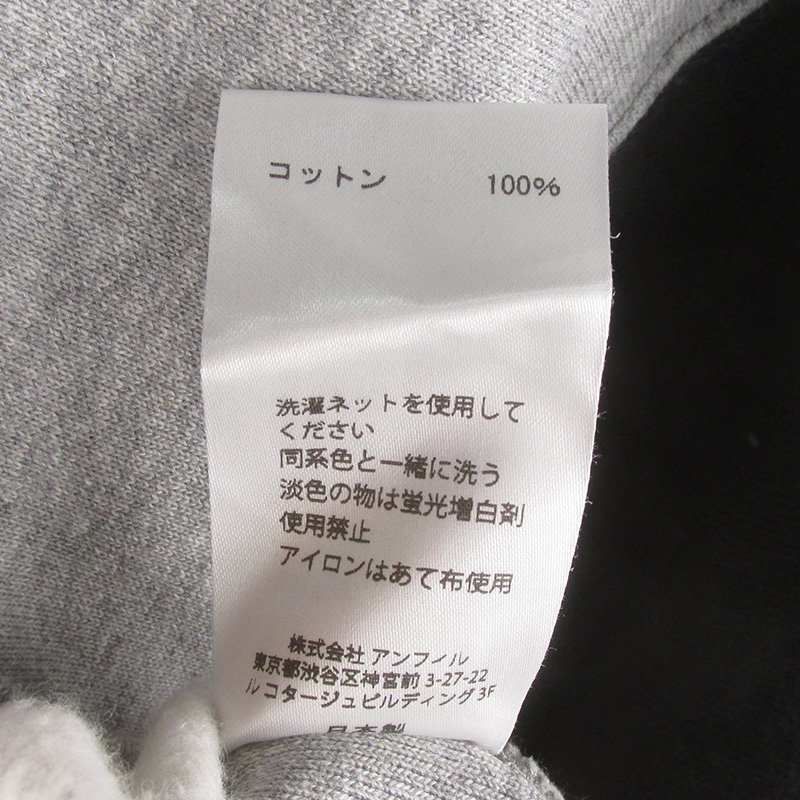 コットン 100%
洗濯ネットを使用して
ください
同系色と一緒に洗う
淡色の物は蛍光増白剤
使用禁止
アイロンはあて布使用
株式会社 アンフィル
東京都渋谷区神宮前 3-27-22
ル コタージュビルディング 3F
日本製